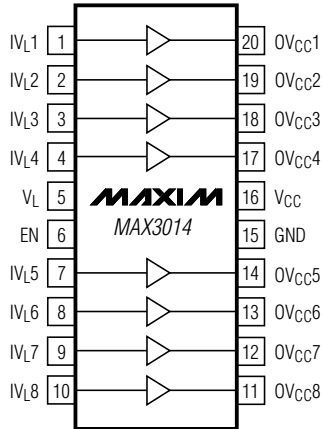 IVL1 1 20 OVCC1
IVL2 2 19 OVCC2
IVL3 3 18 OVCC3
IVL4 4 17 OVCC4
VL 5 MAXIM 16 VCC
EN 6 MAX3014 15 GND
IVL5 7 14 OVCC5
IVL6 8 13 OVCC6
IVL7 9 12 OVCC7
IVL8 10 11 OVCC8